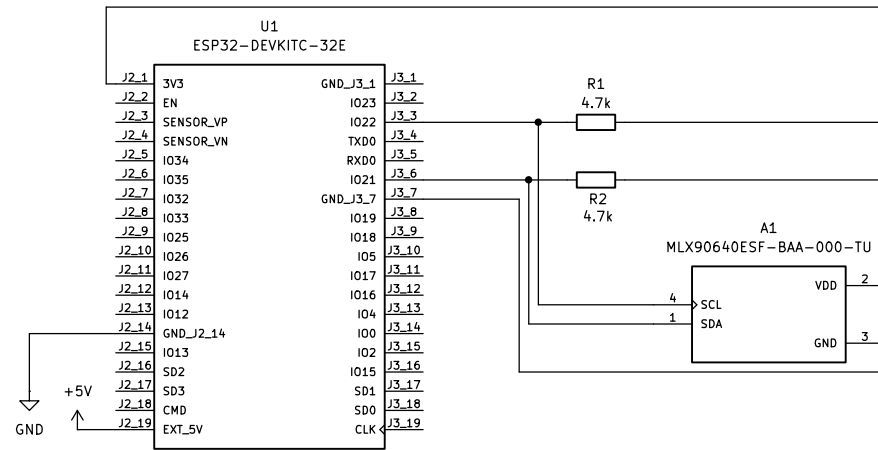 U1
ESP32-DEVKITC-32E
J2_1 3V3 GND_J3_1 J3_1
J2_2 EN IO23 J3_2
J2_3 SENSOR_VP IO22 J3_3
J2_4 SENSOR_VN TXD0 J3_4
J2_5 IO34 RXD0 J3_5
J2_6 IO35 IO21 J3_6
J2_7 IO32 GND_J3_7 J3_7
J2_8 IO33 IO19 J3_8
J2_9 IO25 IO18 J3_9
J2_10 IO26 IO5 J3_10
J2_11 IO27 IO17 J3_11
J2_12 IO14 IO16 J3_12
J2_13 IO12 IO4 J3_13
J2_14 GND_J2_14 IO0 J3_14
J2_15 IO13 IO2 J3_15
J2_16 SD2 IO15 J3_16
J2_17 SD3 SD1 J3_17
J2_18 CMD SD0 J3_18
J2_19 EXT_5V CLK J3_19
+5V
GND
R1
4.7k
R2
4.7k
A1
MLX90640ESF-BAA-000-TU
VDD 2
4 SCL
1 SDA
GND 3